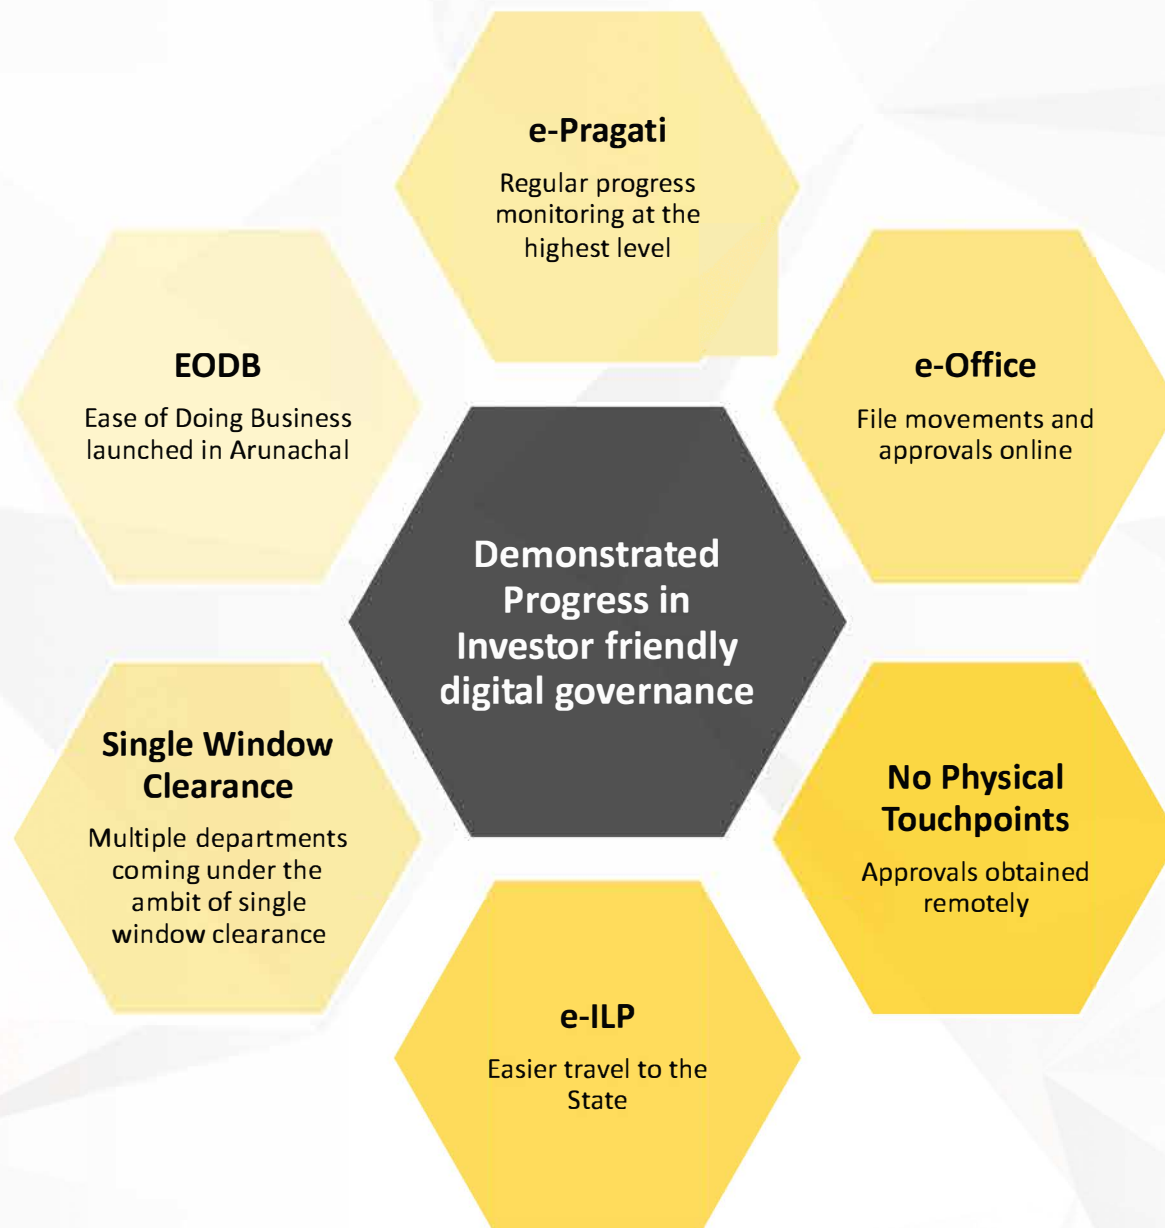 e-Pragati
Regular progress
monitoring at the
highest level
EODB
Ease of Doing Business
launched in Arunachal
e-Office
File movements and
approvals online
Demonstrated
Progress in
Investor friendly
digital governance
Single Window
Clearance
Multiple departments
coming under the
ambit of single
window clearance
No Physical
Touchpoints
Approvals obtained
remotely
e-ILP
Easier travel to the
State